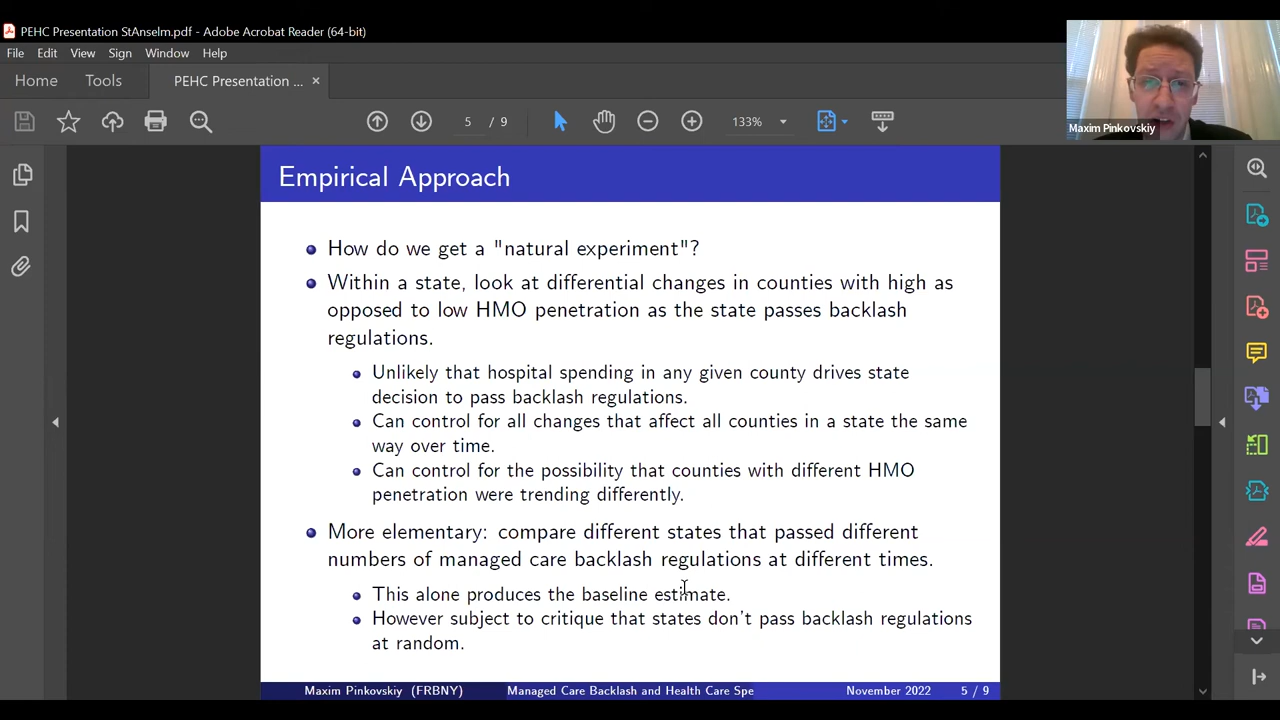 PEHC Presentation StAnselm.pdf - Adobe Acrobat Reader (64-bit)
File Edit View Sign Window Help
Home Tools PEHC Presentation ... ×
5 / 9 133%
Maxim Pinkovskiy
Empirical Approach
How do we get a "natural experiment"?
Within a state, look at differential changes in counties with high as
opposed to low HMO penetration as the state passes backlash
regulations.
Unlikely that hospital spending in any given county drives state
decision to pass backlash regulations.
Can control for all changes that affect all counties in a state the same
way over time.
Can control for the possibility that counties with different HMO
penetration were trending differently.
More elementary: compare different states that passed different
numbers of managed care backlash regulations at different times.
This alone produces the baseline estimate.
However subject to critique that states don't pass backlash regulations
at random.
Maxim Pinkovskiy (FRBNY) Managed Care Backlash and Health Care Spe November 2022 5 / 9